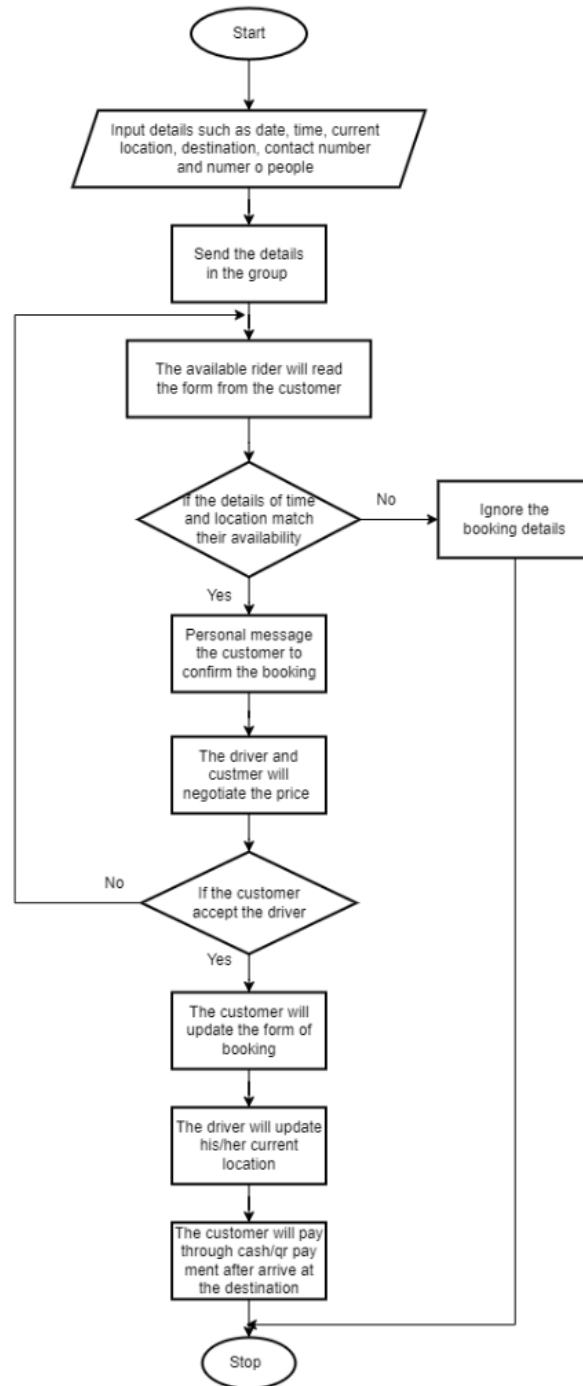 Start
Input details such as date, time, current
location, destination, contact number
and numer o people
Send the details
in the group
The available rider will read
the form from the customer
If the details of time
and location match
their availability
No
Ignore the
booking details
Yes
Personal message
the customer to
confirm the booking
The driver and
custmer will
negotiate the price
No
If the customer
accept the driver
Yes
The customer will
update the form of
booking
The driver will update
his/her current
location
The customer will pay
through cash/qr pay
ment after arrive at
the destination
Stop